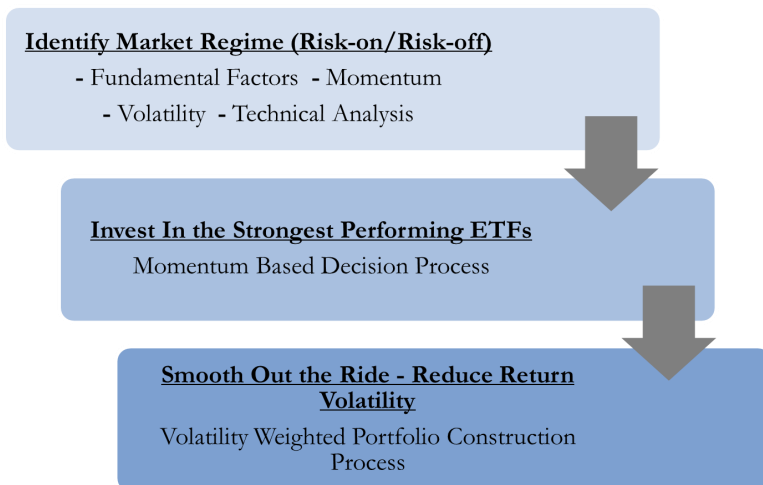 Identify Market Regime (Risk-on/Risk-off)
- Fundamental Factors - Momentum
- Volatility - Technical Analysis
Invest In the Strongest Performing ETFs
Momentum Based Decision Process
Smooth Out the Ride - Reduce Return
Volatility
Volatility Weighted Portfolio Construction
Process